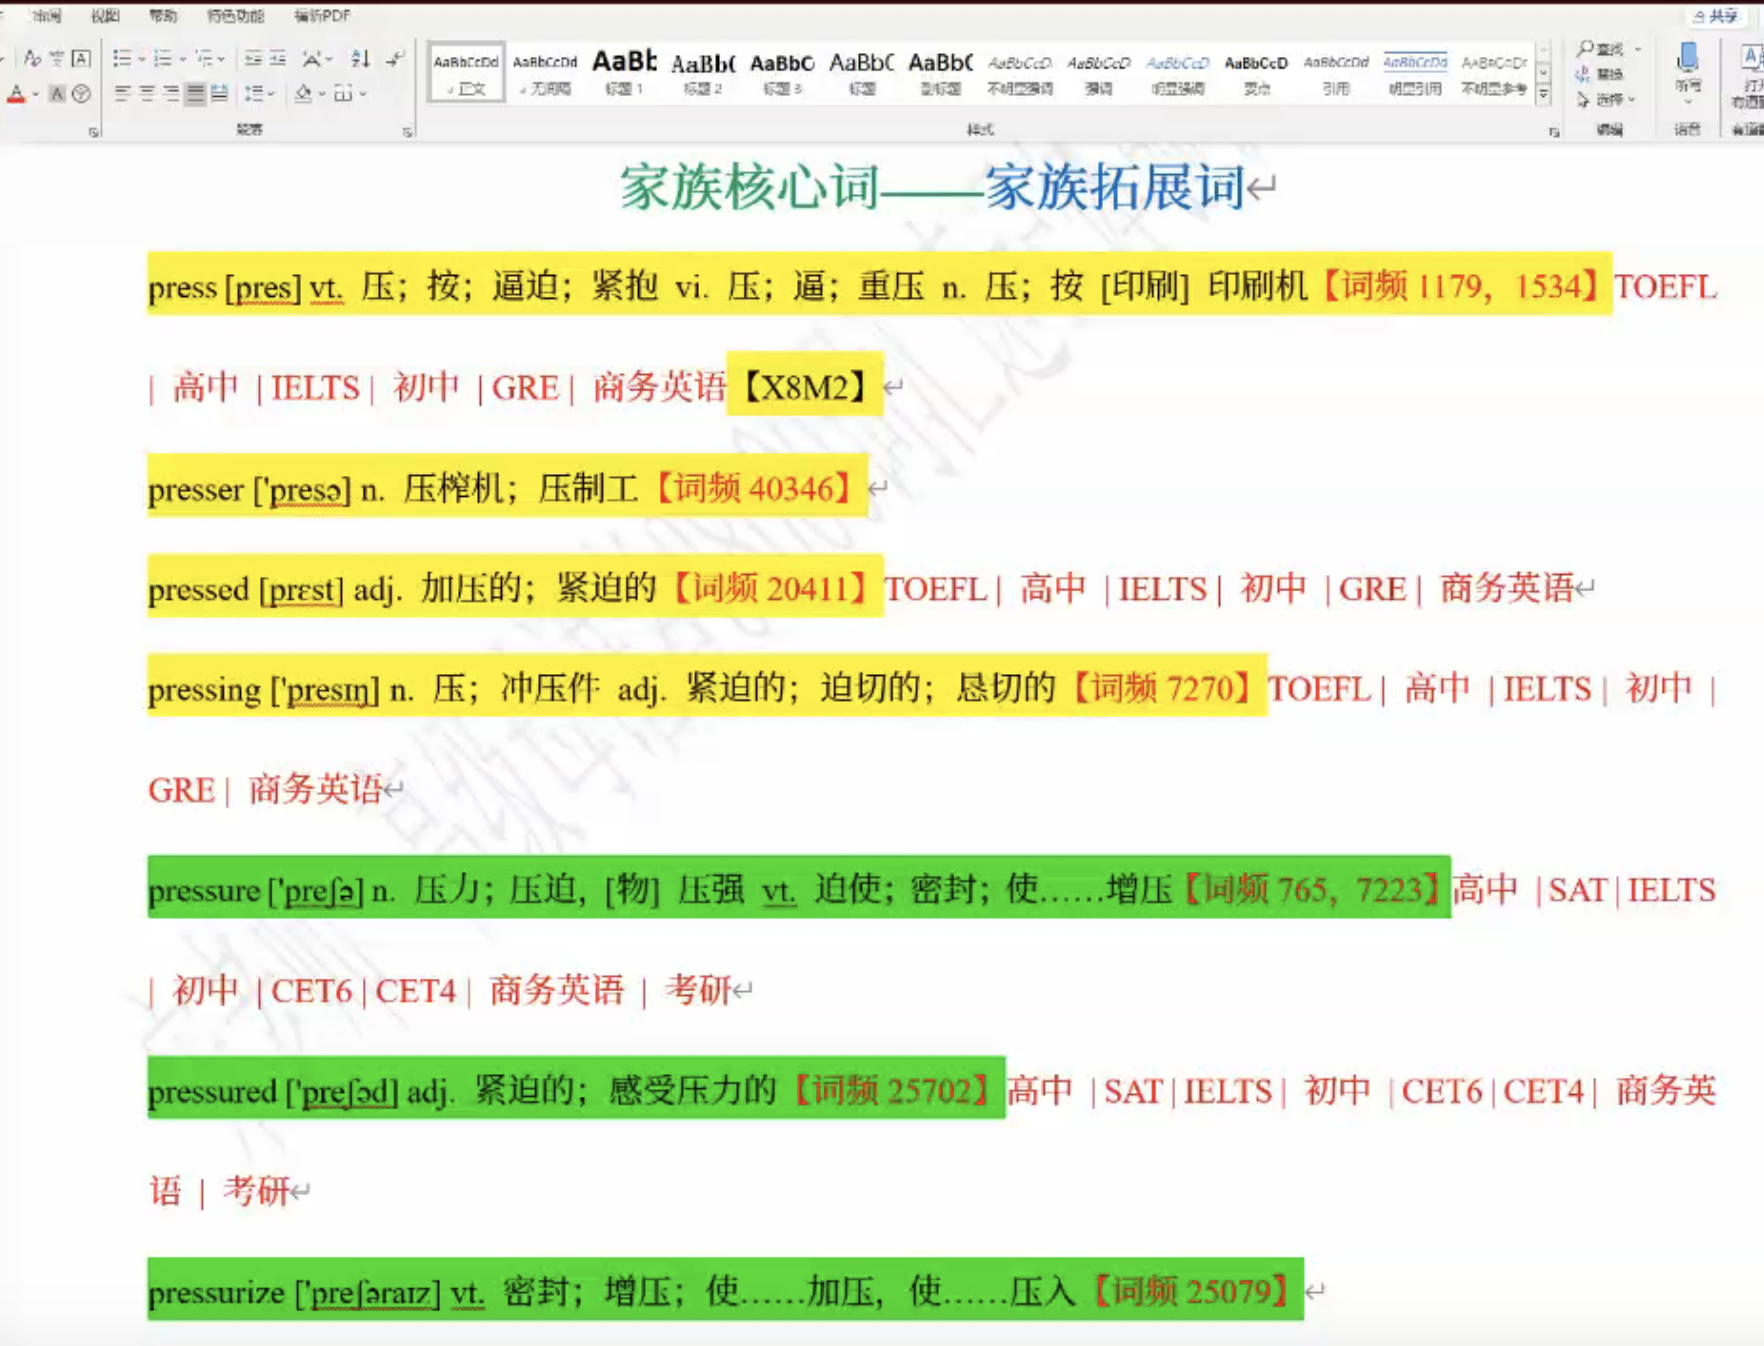 审阅 视图 帮助 特色功能 福昕PDF 共享
AaBbCcDd AaBbCcDd AaBb AaBb( AaBbC AaBbC AaBbC AaBbCcD AaBbCcD AaBbCcD AaBbCcD AaBbCcDd AaBbCcDd AaBbCcDd 查找
正文 无间隔 标题 1 标题 2 标题 3 标题 副标题 不明显强调 强调 明显强调 要点 引用 明显引用 不明显参考 替换 听写
选择
段落 样式 编辑 语音
家族核心词——家族拓展词
press [pres] vt. 压；按；逼迫；紧抱 vi. 压；逼；重压 n. 压；按 [印刷] 印刷机【词频 1179，1534】TOEFL
| 高中 | IELTS | 初中 | GRE | 商务英语【X8M2】
presser ['presə] n. 压榨机；压制工【词频 40346】
pressed [prɛst] adj. 加压的；紧迫的【词频 20411】TOEFL | 高中 | IELTS | 初中 | GRE | 商务英语
pressing ['presɪŋ] n. 压；冲压件 adj. 紧迫的；迫切的；恳切的【词频 7270】TOEFL | 高中 | IELTS | 初中 |
GRE | 商务英语
pressure ['preʃə] n. 压力；压迫, [物] 压强 vt. 迫使；密封；使……增压【词频 765，7223】高中 | SAT | IELTS
| 初中 | CET6 | CET4 | 商务英语 | 考研
pressured ['preʃəd] adj. 紧迫的；感受压力的【词频 25702】高中 | SAT | IELTS | 初中 | CET6 | CET4 | 商务英
语 | 考研
pressurize ['preʃəraɪz] vt. 密封；增压；使……加压，使……压入【词频 25079】